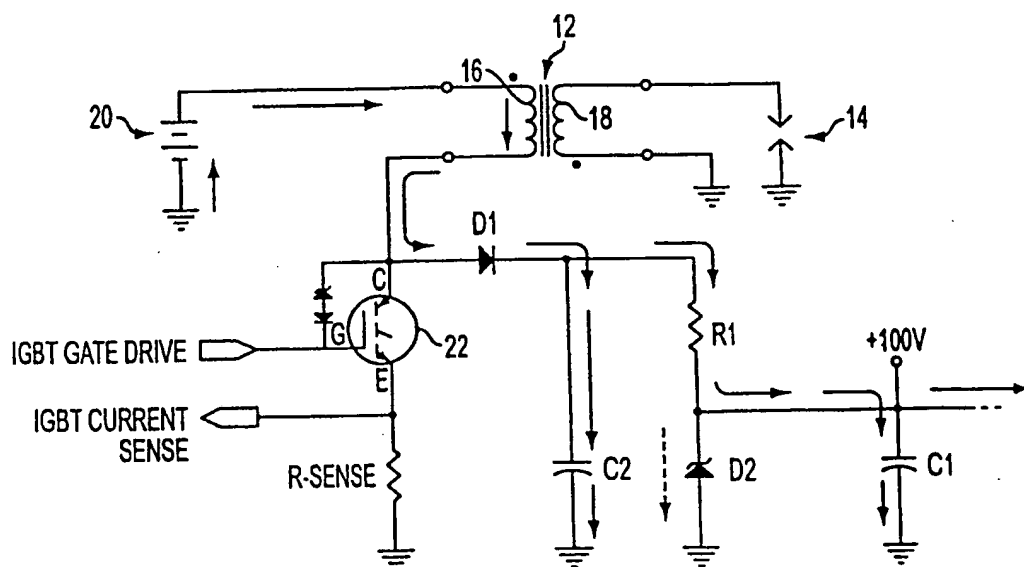 12
16
20
18
14
D1
C
G
22
R1
+100V
IGBT GATE DRIVE
E
IGBT CURRENT
SENSE
R-SENSE
C2
D2
C1